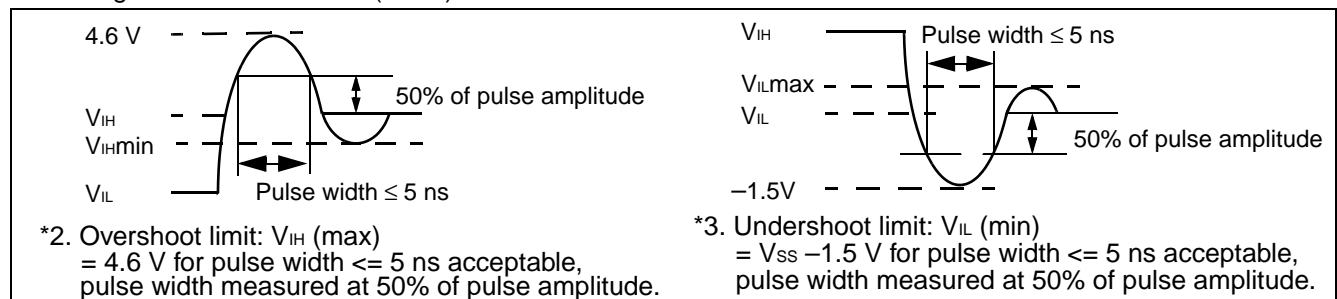 4.6 V
VIH
VIHmin
VIL
50% of pulse amplitude
Pulse width ≤ 5 ns
*2. Overshoot limit: VIH (max)
= 4.6 V for pulse width <= 5 ns acceptable,
pulse width measured at 50% of pulse amplitude.
VIH
Pulse width ≤ 5 ns
VILmax
VIL
50% of pulse amplitude
–1.5V
*3. Undershoot limit: VIL (min)
= VSS –1.5 V for pulse width <= 5 ns acceptable,
pulse width measured at 50% of pulse amplitude.